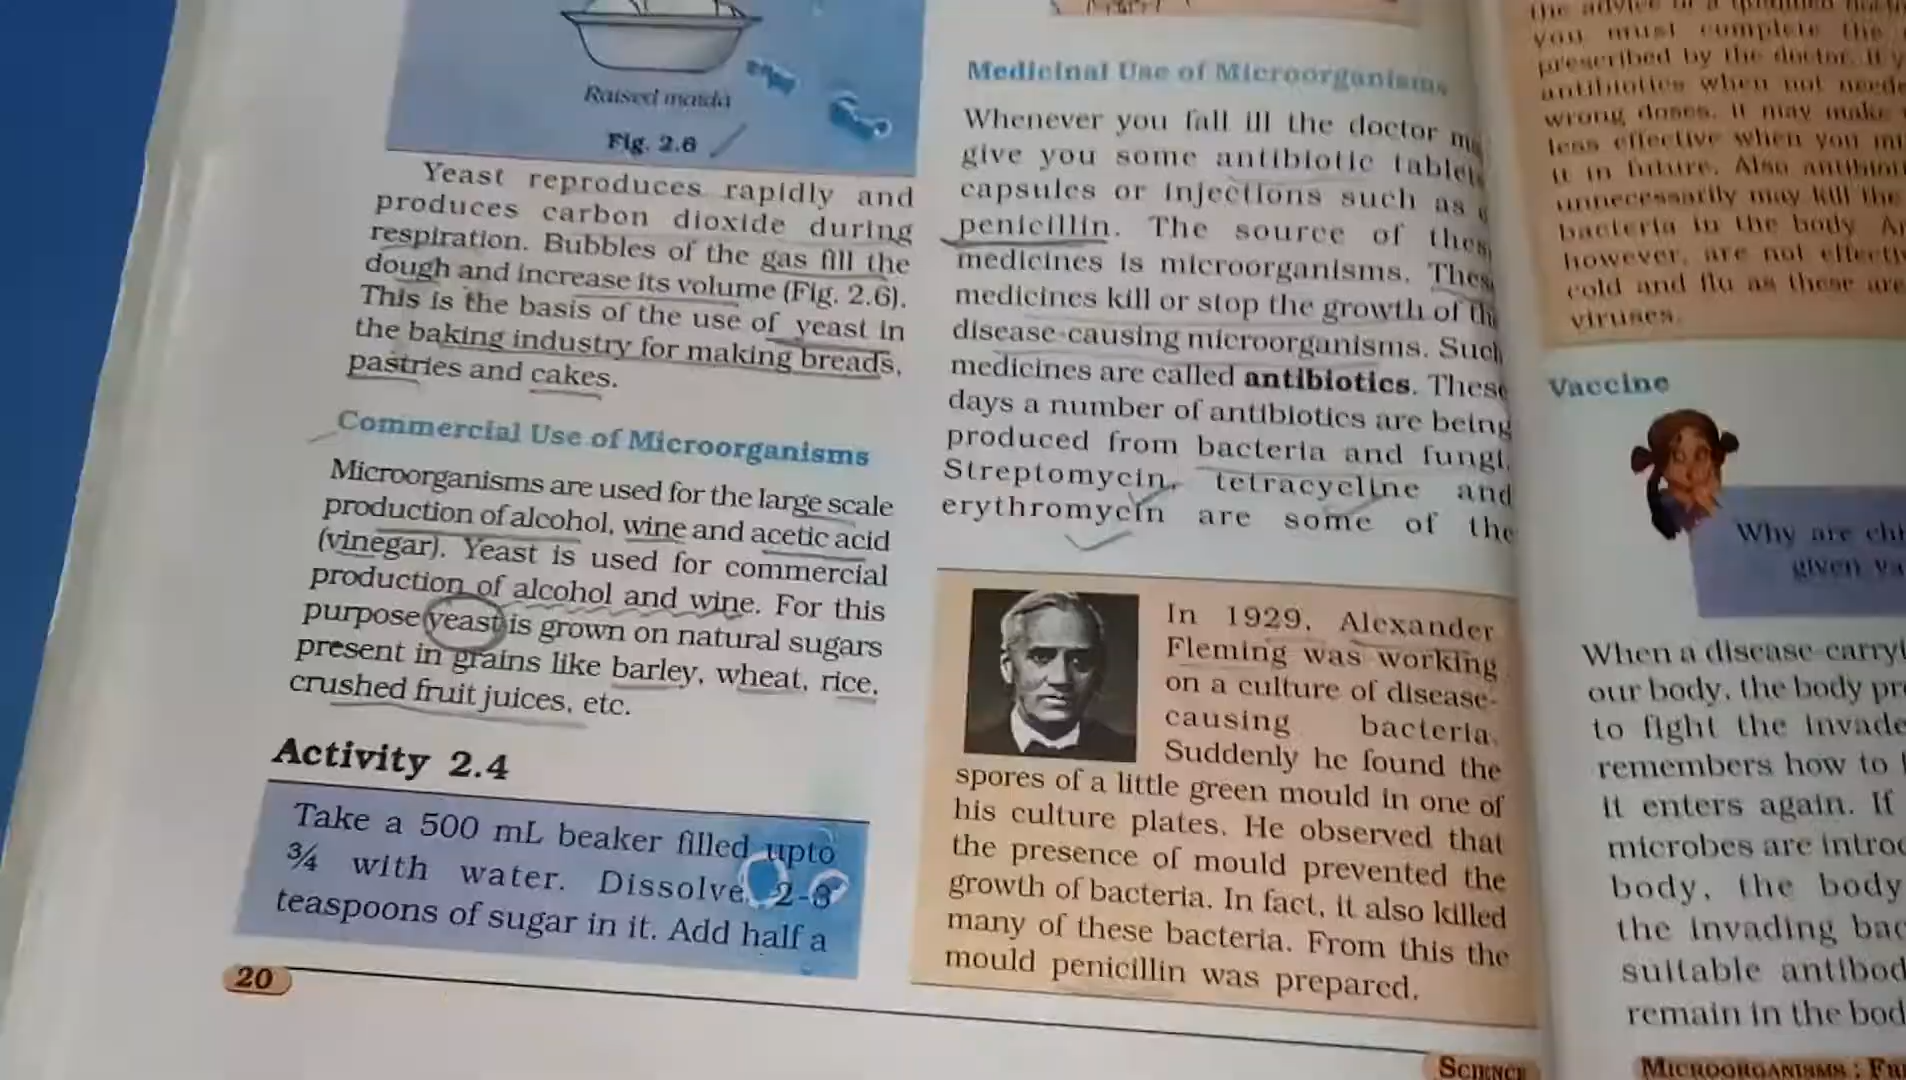 Raised maida
Fig. 2.6
Yeast reproduces rapidly and
produces carbon dioxide during
respiration. Bubbles of the gas fill the
dough and increase its volume (Fig. 2.6).
This is the basis of the use of yeast in
the baking industry for making breads,
pastries and cakes.
Commercial Use of Microorganisms
Microorganisms are used for the large scale
production of alcohol, wine and acetic acid
(vinegar). Yeast is used for commercial
production of alcohol and wine. For this
purpose yeast is grown on natural sugars
present in grains like barley, wheat, rice,
crushed fruit juices, etc.
Activity 2.4
Take a 500 mL beaker filled upto
¾ with water. Dissolve 2-3
teaspoons of sugar in it. Add half a
20
Medicinal Use of Microorganisms
Whenever you fall ill the doctor
give you some antibiotic
capsules or injections such as
penicillin. The source of
medicines is microorganisms.
medicines kill or stop the growth of
disease-causing microorganisms. Such
medicines are called antibiotics. These
days a number of antibiotics are being
produced from bacteria and fungi.
Streptomycin, tetracycline and
erythromycin are some of the
In 1929, Alexander
Fleming was working
on a culture of disease-
causing bacteria.
Suddenly he found the
spores of a little green mould in one of
his culture plates. He observed that
the presence of mould prevented the
growth of bacteria. In fact, it also killed
many of these bacteria. From this the
mould penicillin was prepared.
SCIENCE
you must complete the
prescribed by the doctor.
antibiotics when not
wrong doses, it may make
less effective when you
it in future. Also
unnecessarily may kill the
bacteria in the body.
however, are not
cold and flu as these are
viruses.
Vaccine
Why are
given
When a
our body, the body
to fight the
remembers how to
it enters again. If
microbes are
body, the body
the invading
suitable
remain in the
MICROORGANISMS :